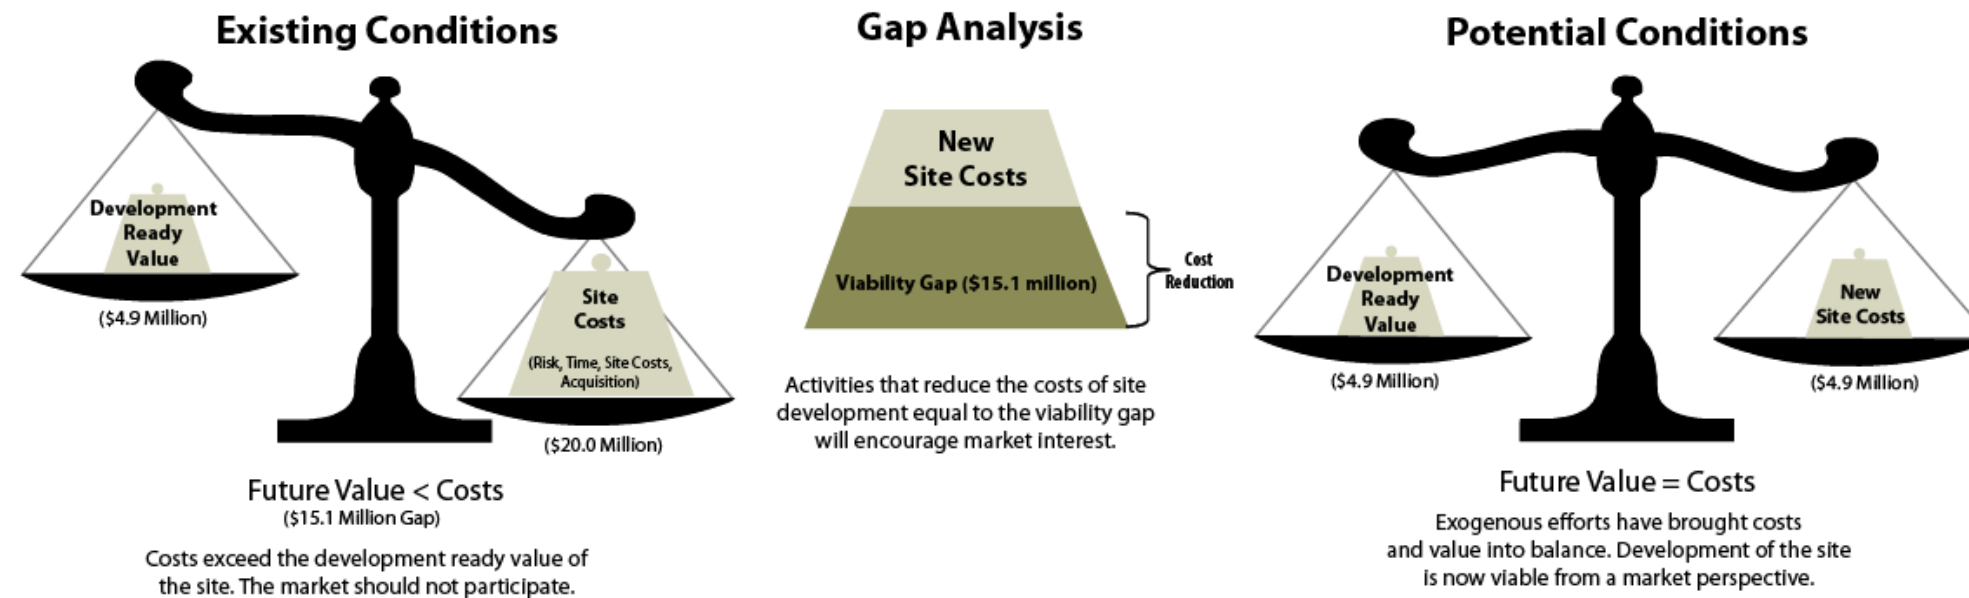 Existing Conditions
Development
Ready
Value
($4.9 Million)
Site
Costs
(Risk, Time, Site Costs,
Acquisition)
($20.0 Million)
Future Value < Costs
($15.1 Million Gap)
Costs exceed the development ready value of
the site. The market should not participate.
Gap Analysis
New
Site Costs
Viability Gap ($15.1 million)
Cost
Reduction
Activities that reduce the costs of site
development equal to the viability gap
will encourage market interest.
Potential Conditions
Development
Ready
Value
($4.9 Million)
New
Site Costs
($4.9 Million)
Future Value = Costs
Exogenous efforts have brought costs
and value into balance. Development of the site
is now viable from a market perspective.